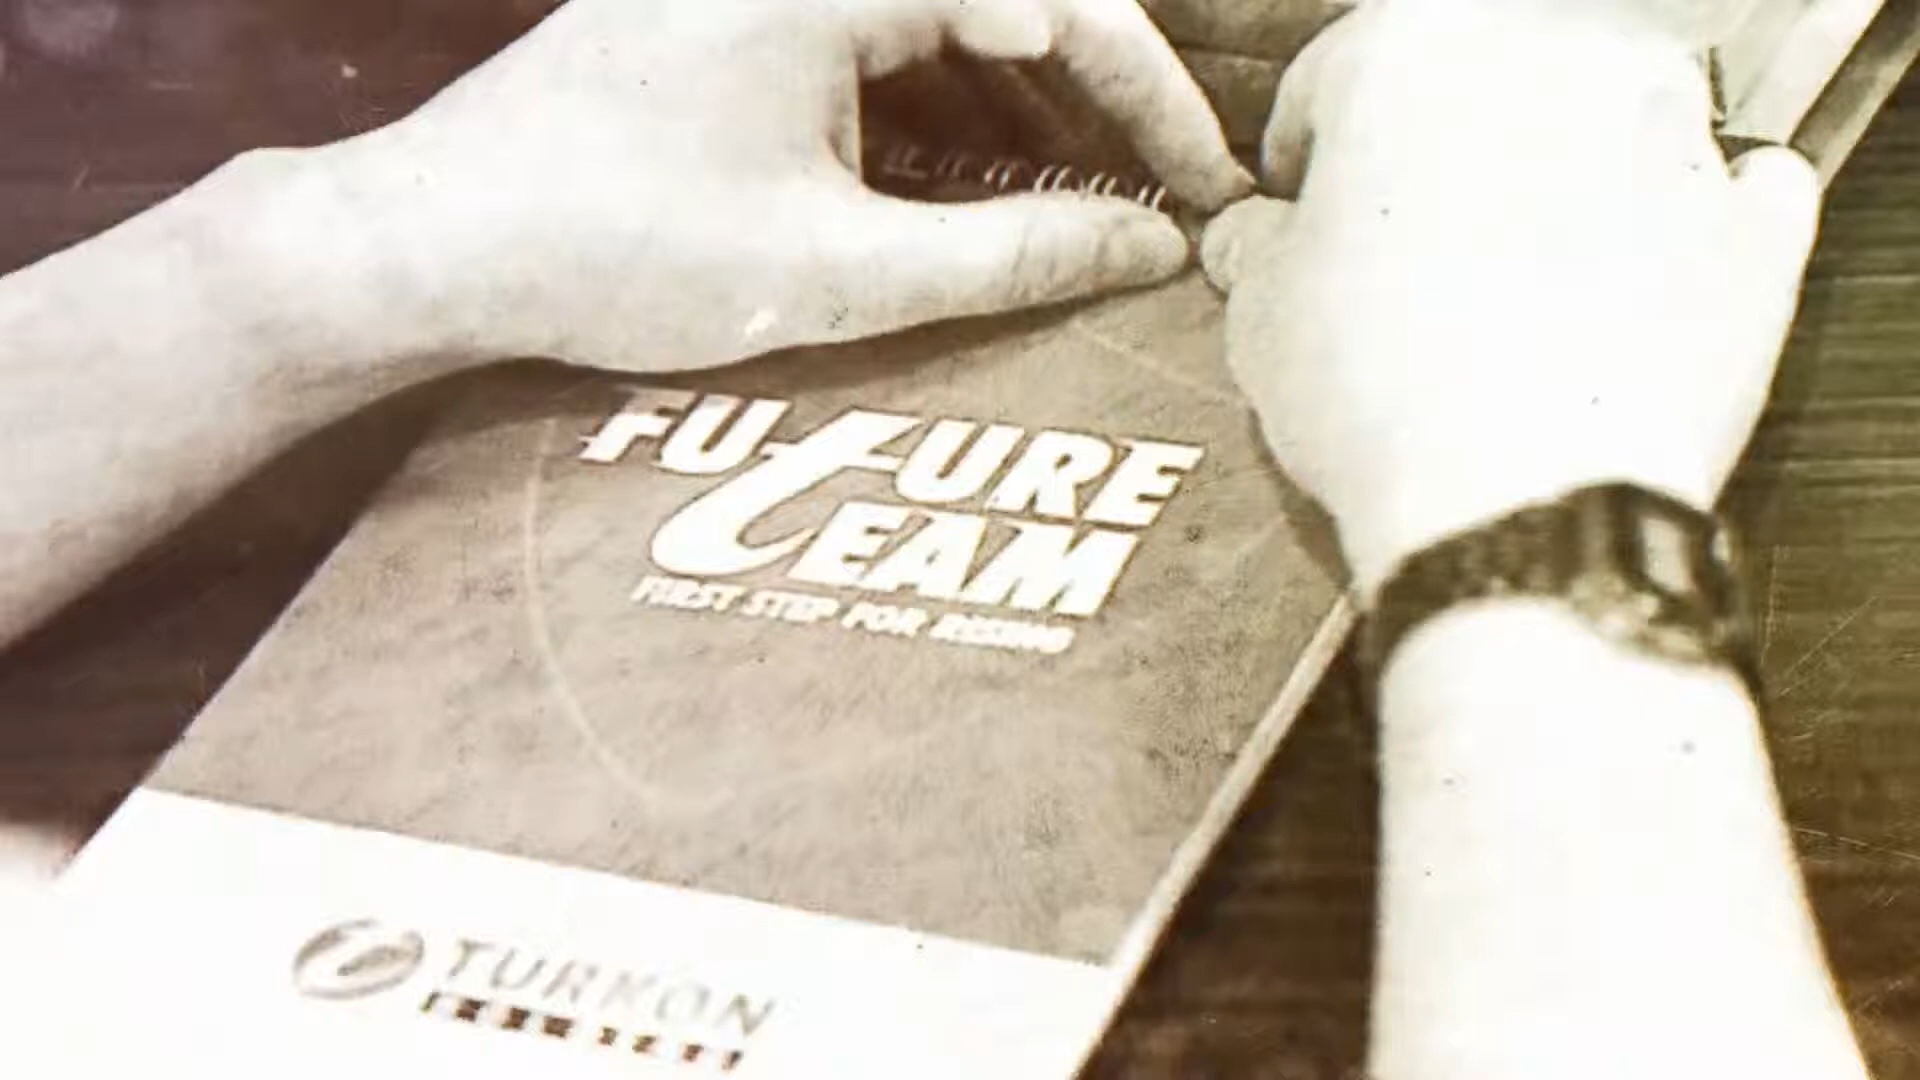 FUTURE
TEAM
FIRST STEP FOR RISING
TURKON